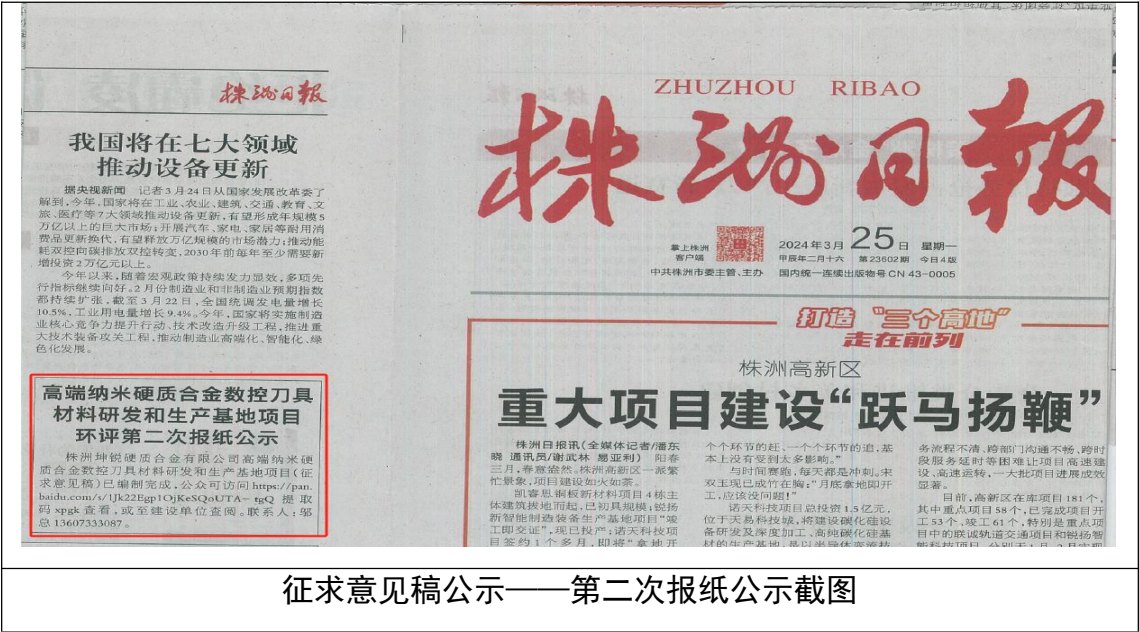 株洲日報
我国将在七大领域
推动设备更新
据央视新闻 记者3月24日从国家发展改革委了
解到,今年,国家将在工业、农业、建筑、交通、教育、文
旅、医疗等7大领域推动设备更新,有望形成年规模5
万亿以上的巨大市场;开展汽车、家电、家居等耐用消
费品更新换代,有望释放万亿规模的市场潜力;推动能
耗双控向碳排放双控转变,2030年前每年至少需要新
增投资2万亿元以上。
今年以来,随着宏观政策持续发力显效,多项先
行指标继续向好。2月份制造业和非制造业预期指数
都持续扩张,截至3月22日,全国统调发电量增长
10.5%,工业用电量增长9.4%。今年,国家将实施制造
业核心竞争力提升行动、技术改造升级工程,推进重
大技术装备攻关工程,推动制造业高端化、智能化、绿
色化发展。
高端纳米硬质合金数控刀具
材料研发和生产基地项目
环评第二次报纸公示
株洲坤锐硬质合金有限公司高端纳米硬
质合金数控刀具材料研发和生产基地项目(征
求意见稿)已编制完成,公众可访问https://pan.
baidu.com/s/1Jk22Egp1OjKeSQoUTA-tgQ 提取
码 xpgk 查看,或至建设单位查阅。联系人:邹
总 13607333087。
ZHUZHOU RIBAO
株洲日報
掌上株洲
客户端
2024年3月25日 星期一
甲辰年二月十六 第23602期 今日4版
中共株洲市委主管、主办 国内统一连续出版物号CN 43-0005
打造“三个高地”
走在前列
株洲高新区
重大项目建设“跃马扬鞭”
株洲日报讯(全媒体记者/潘东
晓 通讯员/谢武林 易亚利) 阳春
三月,春意盎然。株洲高新区一派繁
忙景象,项目建设如火如荼。
凯睿思铜板新材料项目4栋主
体建筑拔地而起,已初具规模;锐扬
新智能制造装备生产基地项目“竣
工即交证”,现已投产;诺天科技项
目签约1个多月,即将“拿地开
个个环节的赶、一个个环节的追,基
本上没有受到太多影响。”
与时间赛跑,每天都是冲刺。宋
双玉现已成竹在胸:“月底拿地即开
工,应该没问题!”
诺天科技项目总投资1.5亿元,
位于天易科技城,将建设碳化硅设
备研发及深度加工、高纯碳化硅基
材的生产基地,是以半导体变流技
务流程不清、跨部门沟通不畅、跨时
段服务延时等困难让项目高速建
设、高速运转,一大批项目进展成效
显著。
目前,高新区在库项目181个,
其中重点项目58个,已完成项目开
工53个、竣工61个,特别是重点项
目中的联诚轨道交通项目和锐扬智
征求意见稿公示——第二次报纸公示截图